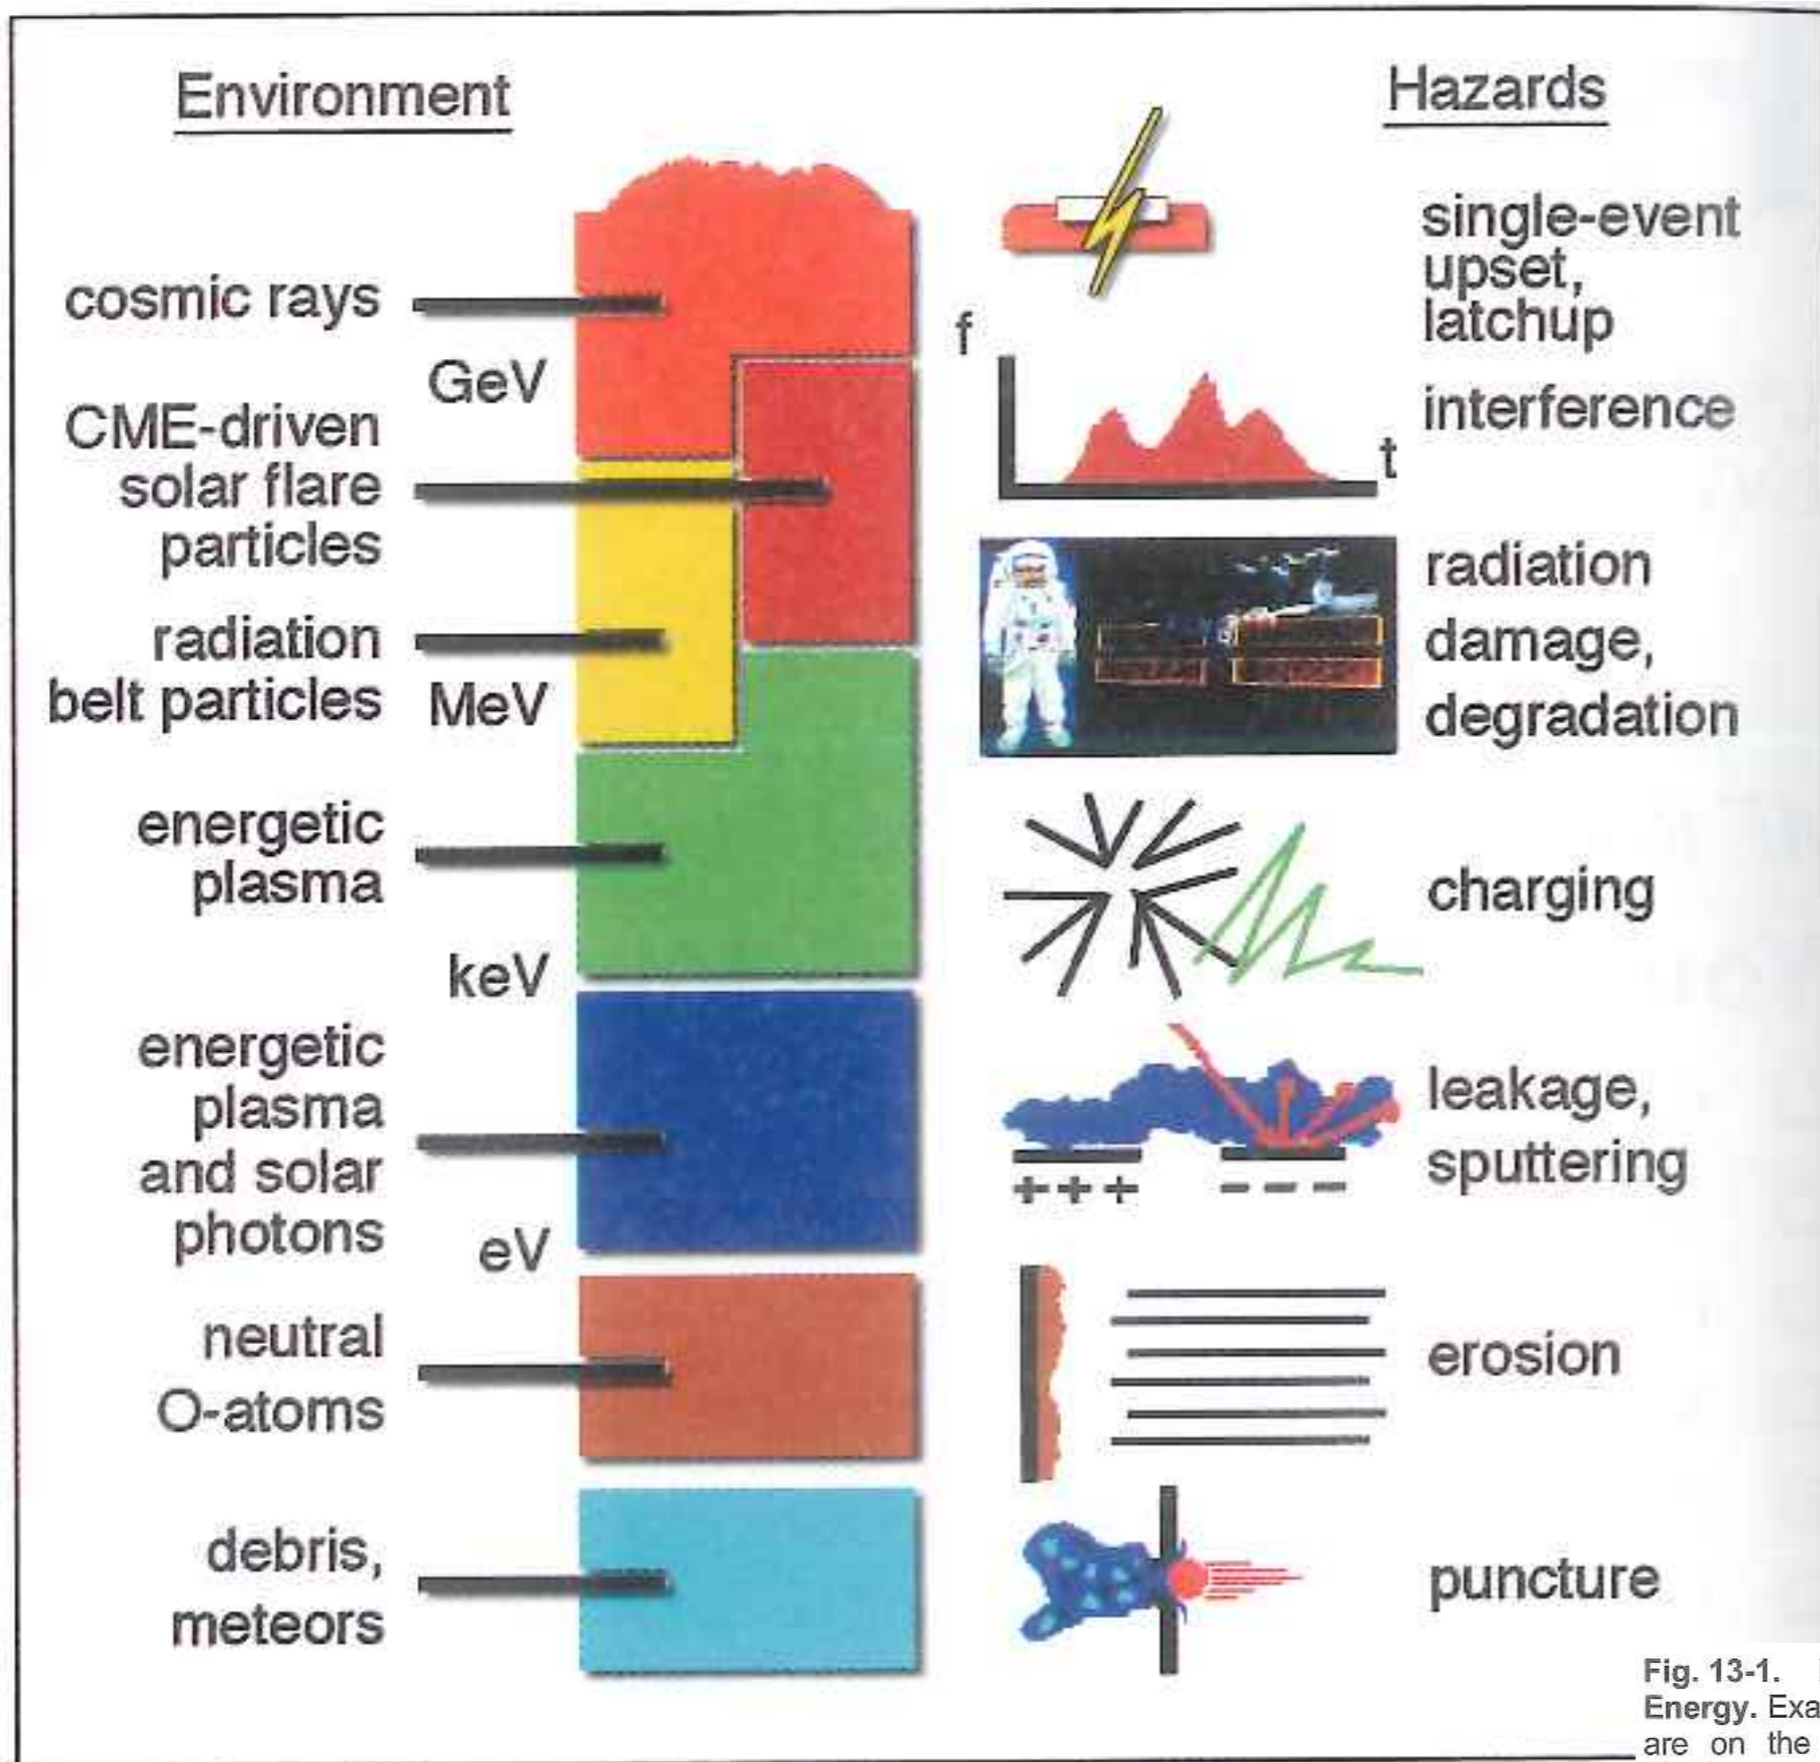 Environment
Hazards
cosmic rays
GeV
CME-driven
solar flare
particles
radiation
belt particles
MeV
energetic
plasma
keV
energetic
plasma
and solar
photons
eV
neutral
O-atoms
debris,
meteors
single-event
upset,
latchup
f
interference
t
radiation
damage,
degradation
charging
leakage,
sputtering
+ + +
− − −
erosion
puncture
Fig. 13-1.
Energy. Exa
are on the